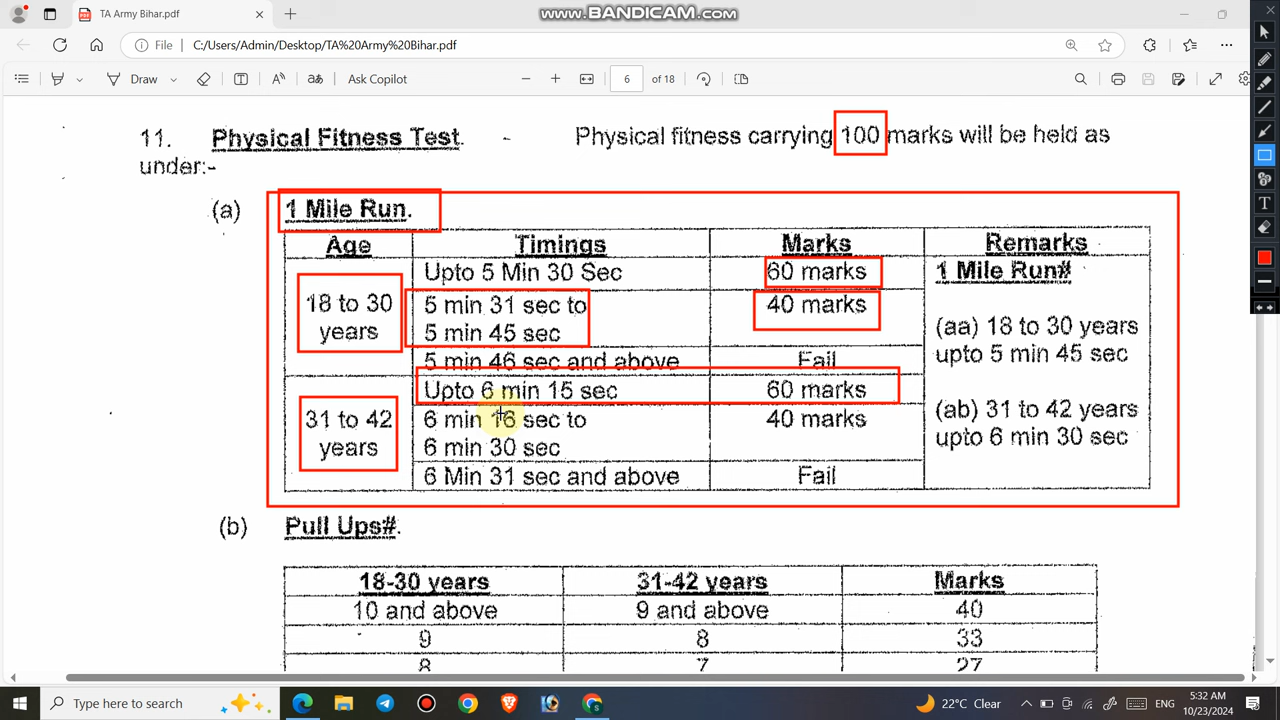 www.BANDICAM.com
TA Army Bihar.pdf
File C:/Users/Admin/Desktop/TA%20Army%20Bihar.pdf
Draw Ask Copilot 6 of 18
11. Physical Fitness Test. - Physical fitness carrying 100 marks will be held as
under:-
(a) 1 Mile Run.
Age Timings Marks Remarks
18 to 30 years Upto 5 Min 30 Sec 60 marks 1 Mile Run#
5 min 31 sec to 40 marks
5 min 45 sec
5 min 46 sec and above Fail
(aa) 18 to 30 years
upto 5 min 45 sec
31 to 42 years Upto 6 min 15 sec 60 marks
6 min 16 sec to 40 marks
6 min 30 sec
6 Min 31 sec and above Fail
(ab) 31 to 42 years
upto 6 min 30 sec
(b) Pull Ups#.
18-30 years 31-42 years Marks
10 and above 9 and above 40
9 8 33
8 7 27
Type here to search
22°C Clear
ENG
5:32 AM
10/23/2024